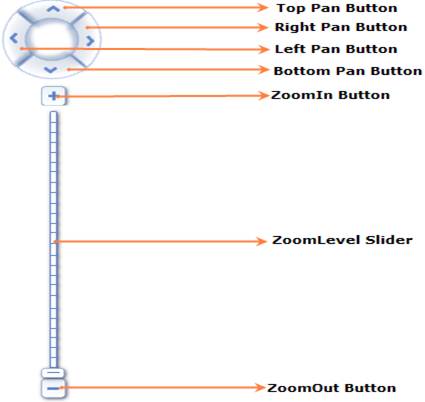 Top Pan Button
Right Pan Button
Left Pan Button
Bottom Pan Button
ZoomIn Button
ZoomLevel Slider
ZoomOut Button